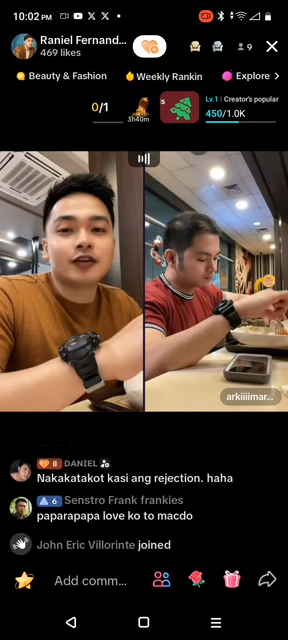 10:02 PM
Raniel Fernand...
469 likes
9
Beauty & Fashion
Weekly Rankin
Explore >
0/1
3h40m
s
Lv.1 | Creator's popular
450/1.0K
arkiiiimar...
II DANIEL
Nakakatakot kasi ang rejection. haha
6 Senstro Frank frankies
paparapapa love ko to macdo
John Eric Villorinte joined
Add comm...